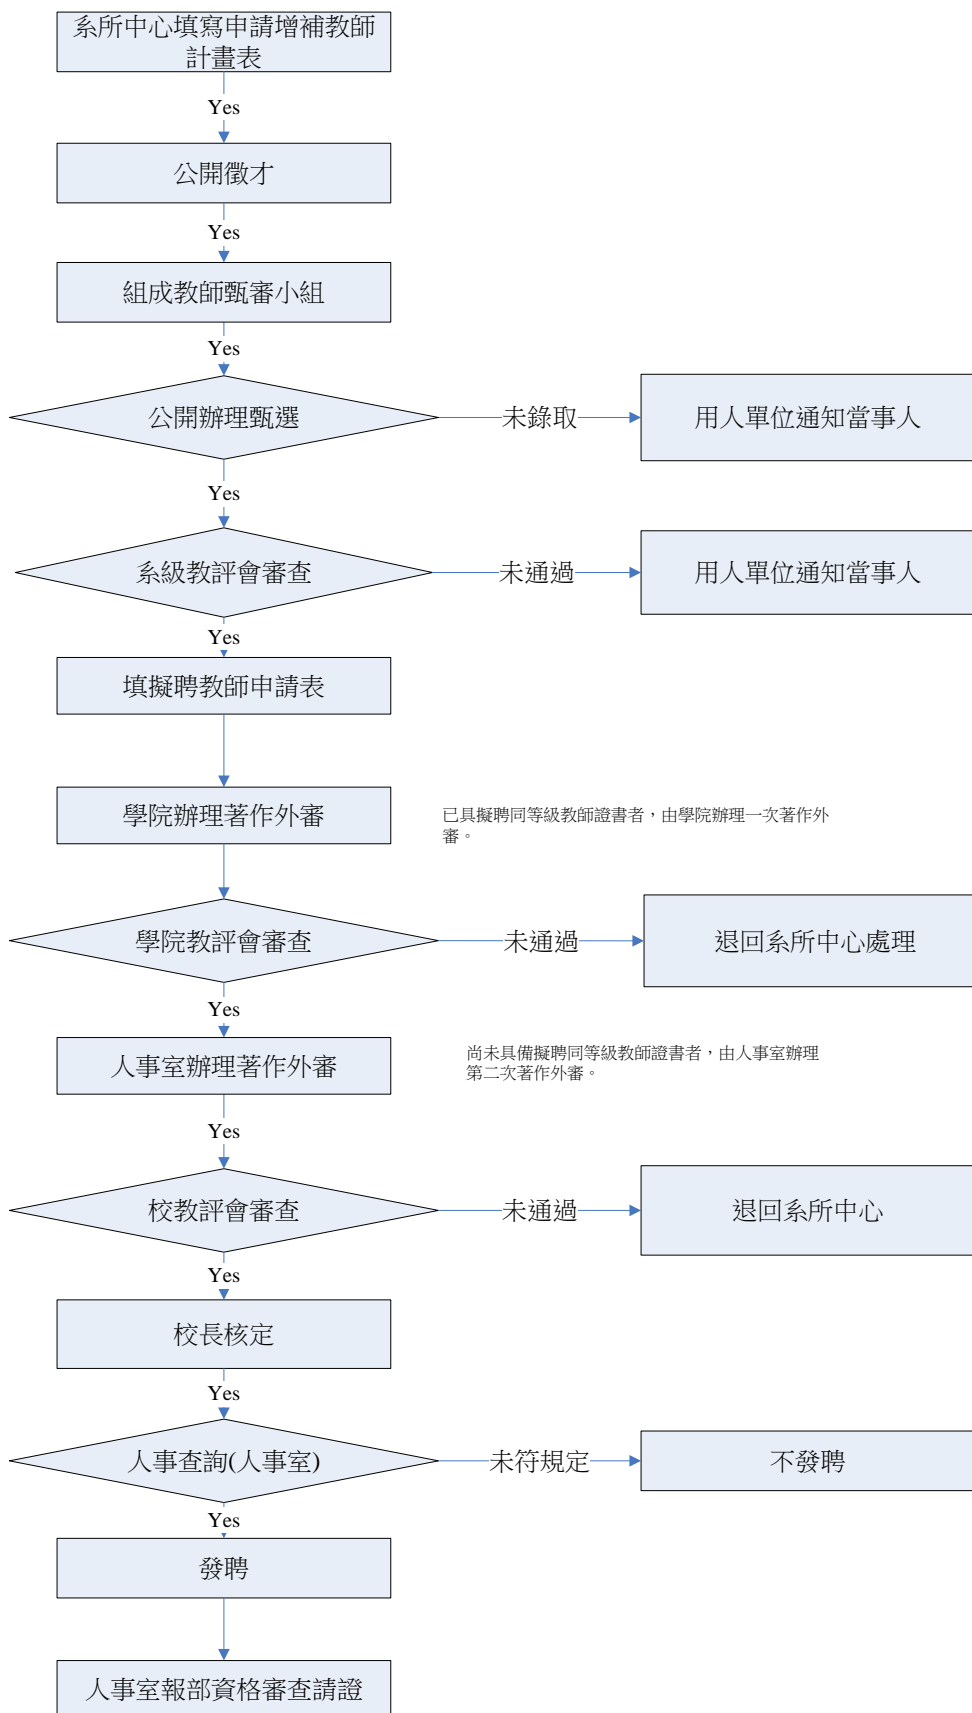 系所中心填寫申請增補教師
計畫表
Yes
公開徵才
Yes
組成教師甄審小組
Yes
公開辦理甄選
未錄取
用人單位通知當事人
Yes
系級教評會審查
未通過
用人單位通知當事人
Yes
填擬聘教師申請表
學院辦理著作外審
已具擬聘同等級教師證書者，由學院辦理一次著作外
審。
學院教評會審查
未通過
退回系所中心處理
Yes
人事室辦理著作外審
尚未具備擬聘同等級教師證書者，由人事室辦理
第二次著作外審。
Yes
校教評會審查
未通過
退回系所中心
Yes
校長核定
Yes
人事查詢(人事室)
未符規定
不發聘
Yes
發聘
人事室報部資格審查請證